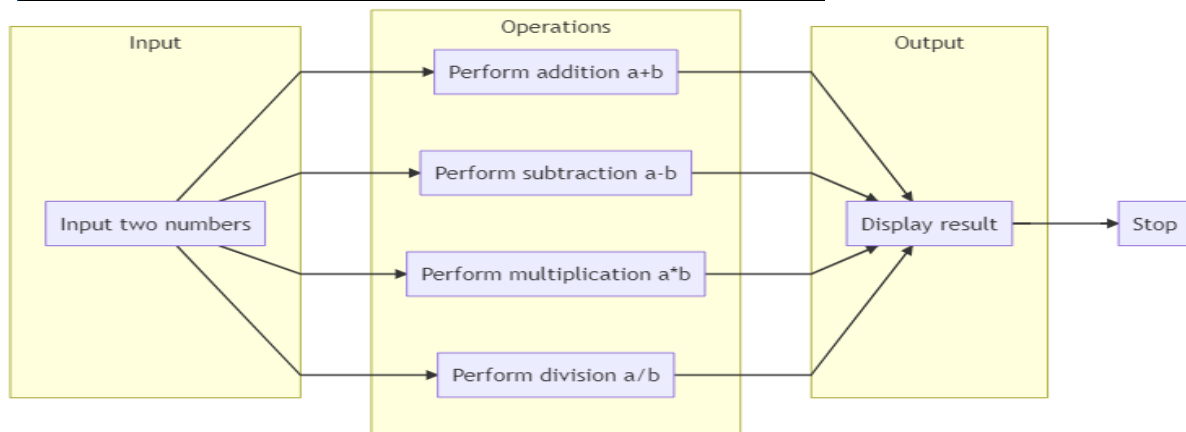 Input
Input two numbers
Operations
Perform addition a+b
Perform subtraction a-b
Perform multiplication a*b
Perform division a/b
Output
Display result
Stop